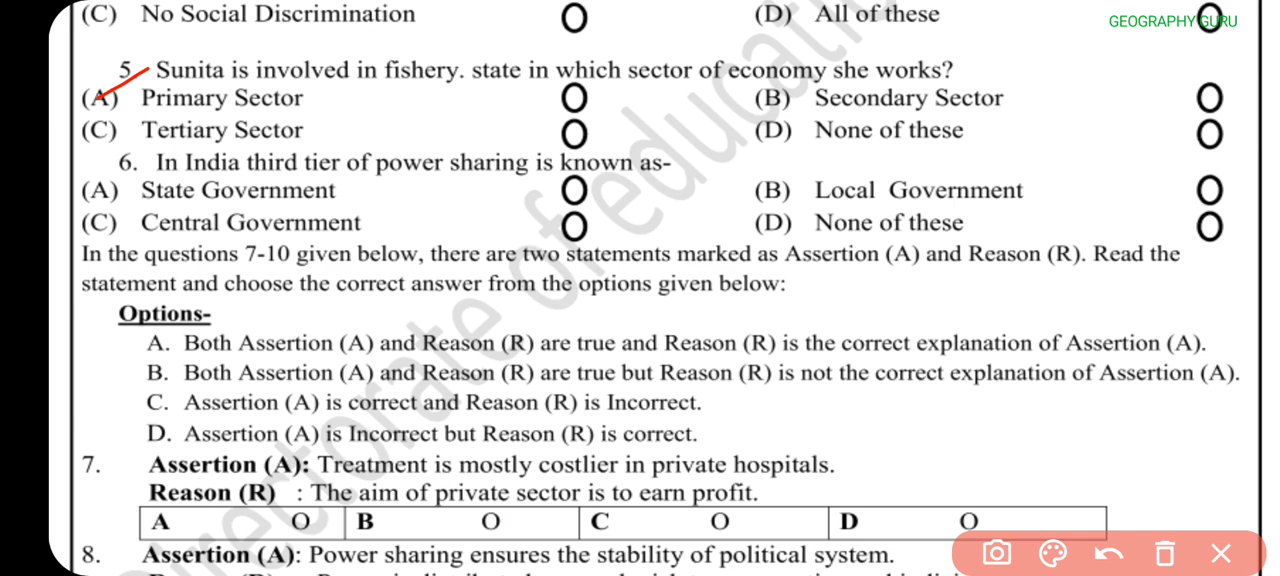 (C) No Social Discrimination O (D) All of these O
GEOGRAPHY GURU
5. Sunita is involved in fishery. state in which sector of economy she works?
(A) Primary Sector O (B) Secondary Sector O
(C) Tertiary Sector O (D) None of these O
6. In India third tier of power sharing is known as-
(A) State Government O (B) Local Government O
(C) Central Government O (D) None of these O
In the questions 7-10 given below, there are two statements marked as Assertion (A) and Reason (R). Read the
statement and choose the correct answer from the options given below:
Options-
A. Both Assertion (A) and Reason (R) are true and Reason (R) is the correct explanation of Assertion (A).
B. Both Assertion (A) and Reason (R) are true but Reason (R) is not the correct explanation of Assertion (A).
C. Assertion (A) is correct and Reason (R) is Incorrect.
D. Assertion (A) is Incorrect but Reason (R) is correct.
7. Assertion (A): Treatment is mostly costlier in private hospitals.
Reason (R) : The aim of private sector is to earn profit.
A O B O C O D O
8. Assertion (A): Power sharing ensures the stability of political system.
Directorate of education